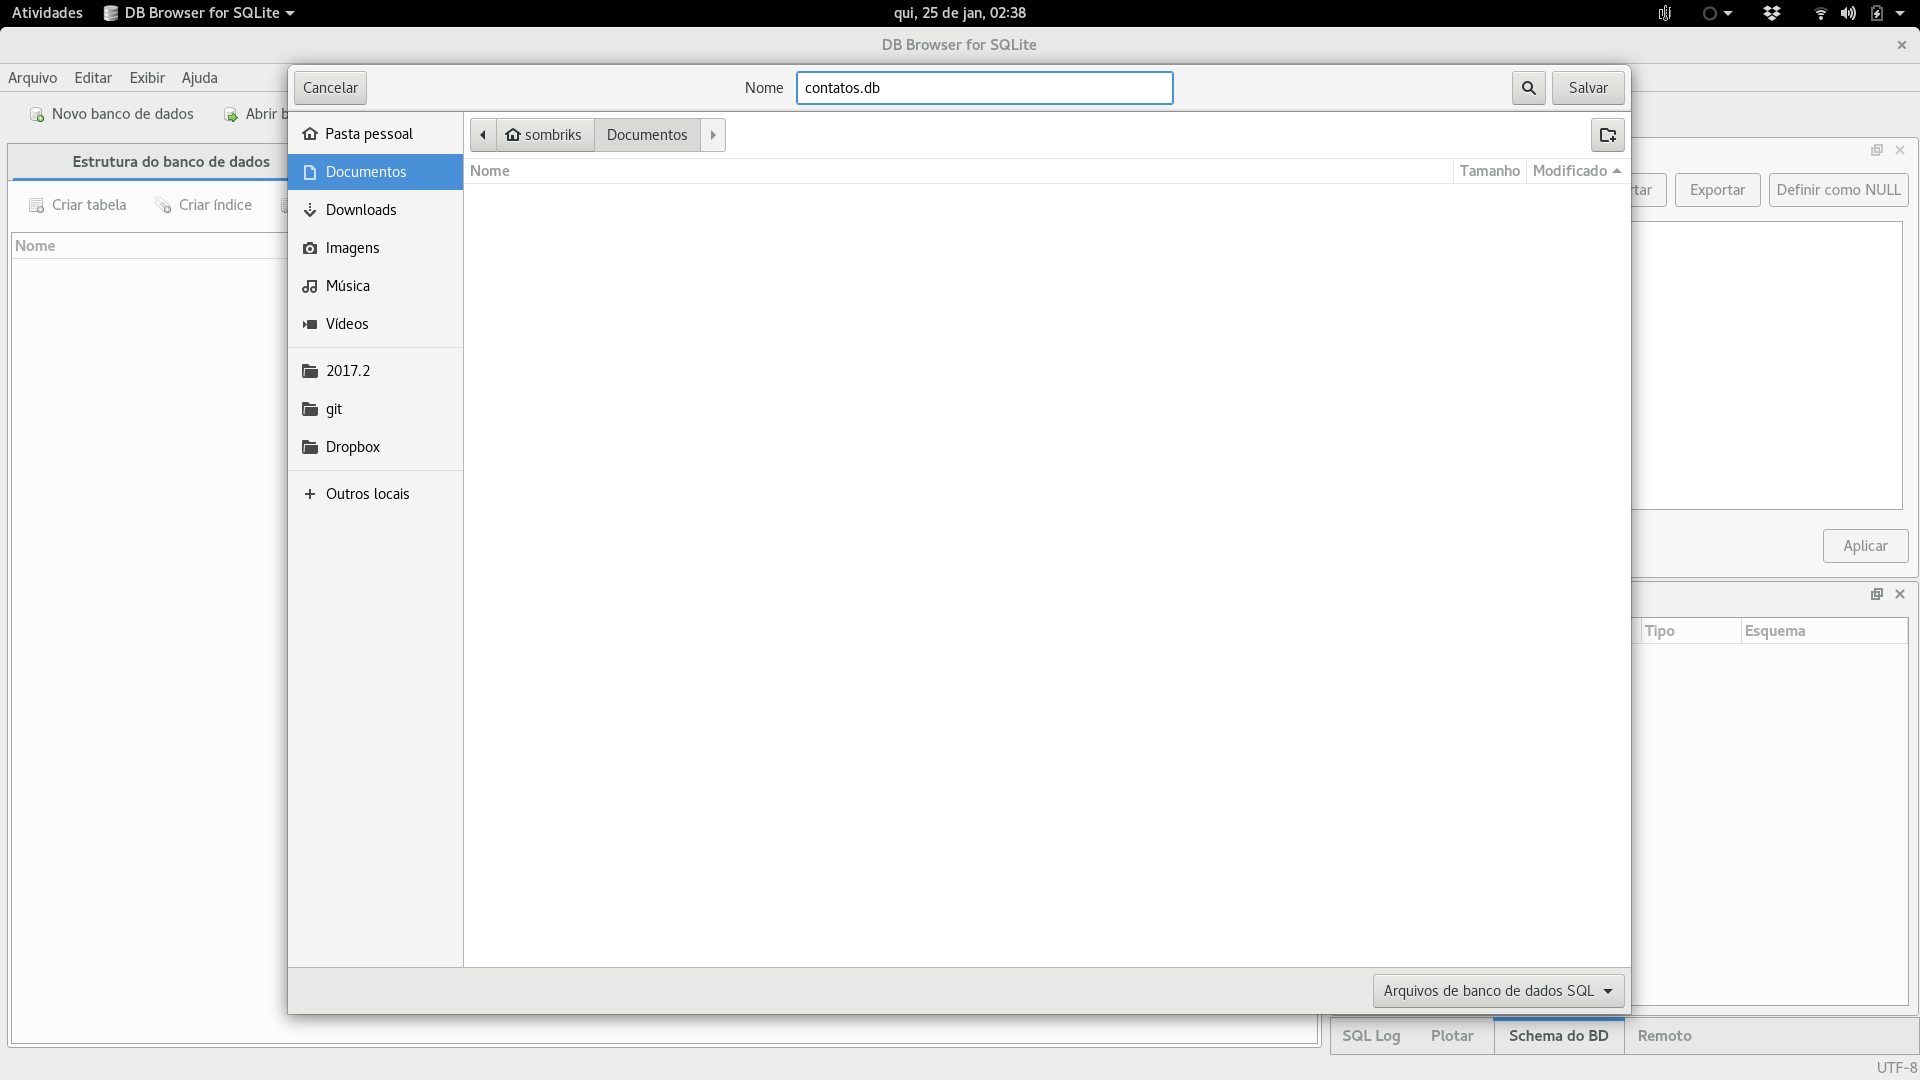 Atividades DB Browser for SQLite qui, 25 de jan, 02:38
DB Browser for SQLite
Arquivo Editar Exibir Ajuda
Cancelar Nome contatos.db Salvar
Novo banco de dados Abrir b
Pasta pessoal sombriks Documentos
Estrutura do banco de dados
Documentos Nome Tamanho Modificado
tar Exportar Definir como NULL
Criar tabela Criar índice
Downloads
Nome
Imagens
Música
Vídeos
2017.2
git
Dropbox
Outros locais
Aplicar
Tipo Esquema
Arquivos de banco de dados SQL
SQL Log Plotar Schema do BD Remoto
UTF-8